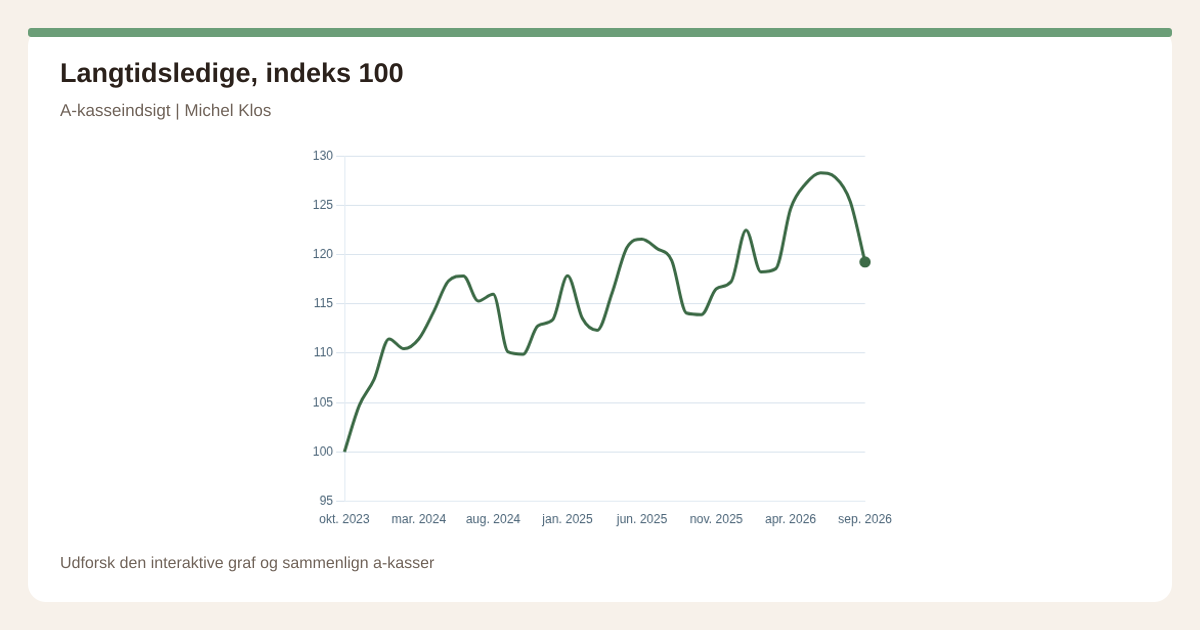 Langtidsledige, indeks 100
A-kasseindsigt | Michel Klos
130
125
120
115
110
105
100
95
okt. 2023 mar. 2024 aug. 2024 jan. 2025 jun. 2025 nov. 2025 apr. 2026 sep. 2026
Udforsk den interaktive graf og sammenlign a-kasser